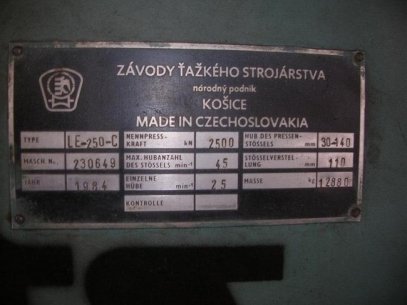 ZÁVODY ŤAŽKÉHO STROJÁRSTVA
národný podnik
KOŠICE
MADE IN CZECHOSLOVAKIA
TYPE LE-250-C
NENNPRESS-
KRAFT kN 2500
HUB DES PRESSEN-
STÖSSELS mm 30-140
MASCH. Nr. 230649
MAX. HUBANZAHL
DES STÖSSELS min⁻¹ 45
STÖSSELVERSTEL-
LUNG mm 110
JAHR 1984
EINZELNE
HÜBE min⁻¹ 25
MASSE kg 12880
KONTROLLE